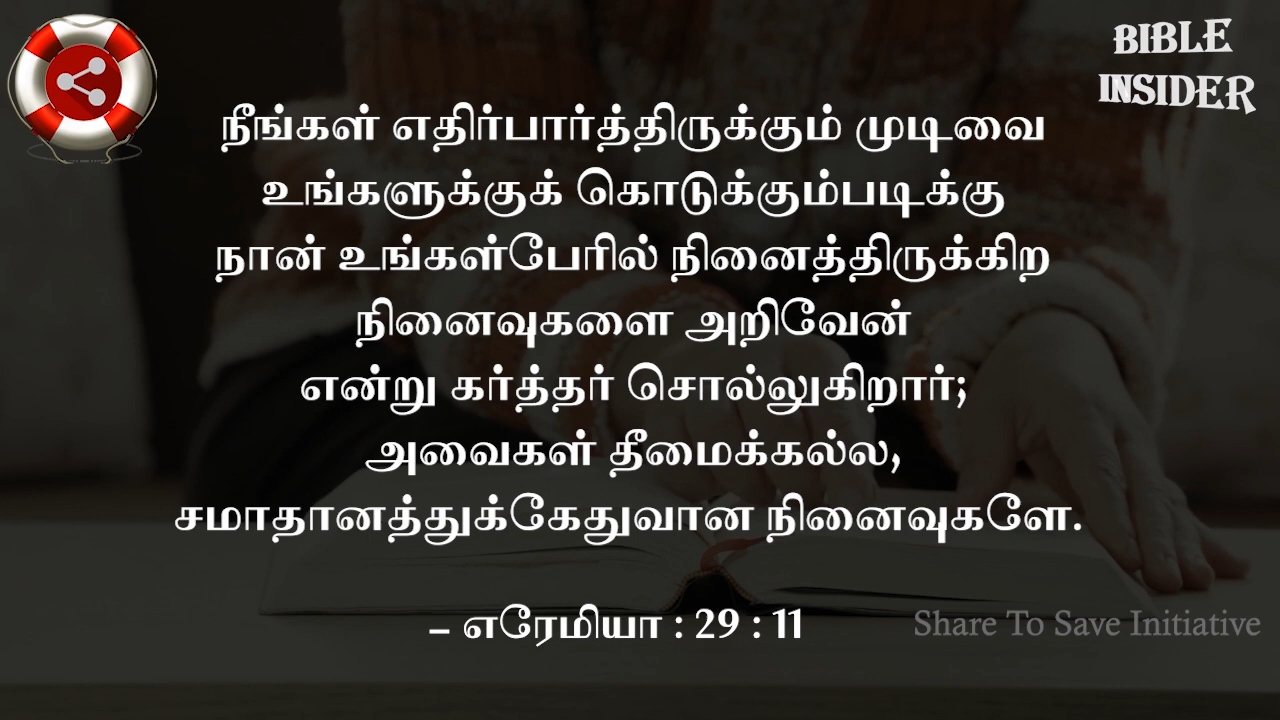 BIBLE
INSIDER
நீங்கள் எதிர்பார்த்திருக்கும் முடிவை
உங்களுக்குக் கொடுக்கும்படிக்கு
நான் உங்கள்பேரில் நினைத்திருக்கிற
நினைவுகளை அறிவேன்
என்று கர்த்தர் சொல்லுகிறார்;
அவைகள் தீமைக்கல்ல,
சமாதானத்துக்கேதுவான நினைவுகளே.
– எரேமியா : 29 : 11
Share To Save Initiative